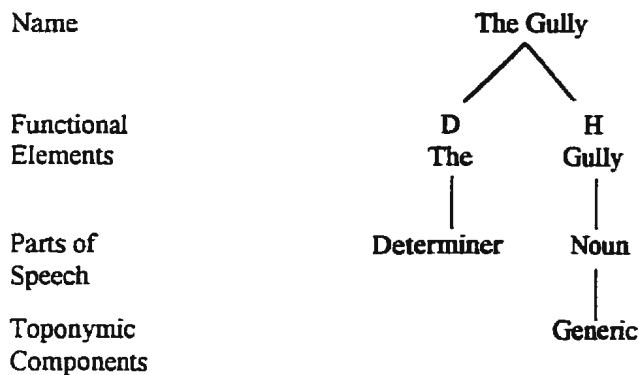 Name The Gully
Functional D H
Elements The Gully
Parts of Determiner Noun
Speech
Toponymic Generic
Components